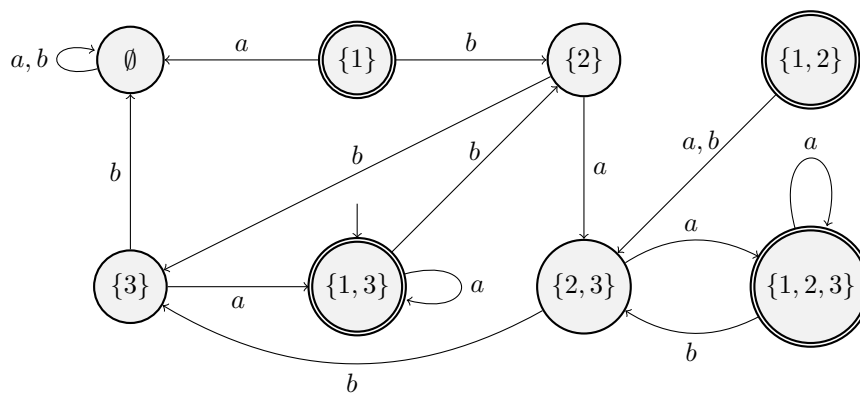 a
b
a, b
∅
{1}
{2}
{1, 2}
a
b
b
a, b
b
a
a
{3}
{1, 3}
{2, 3}
{1, 2, 3}
a
a
b
b